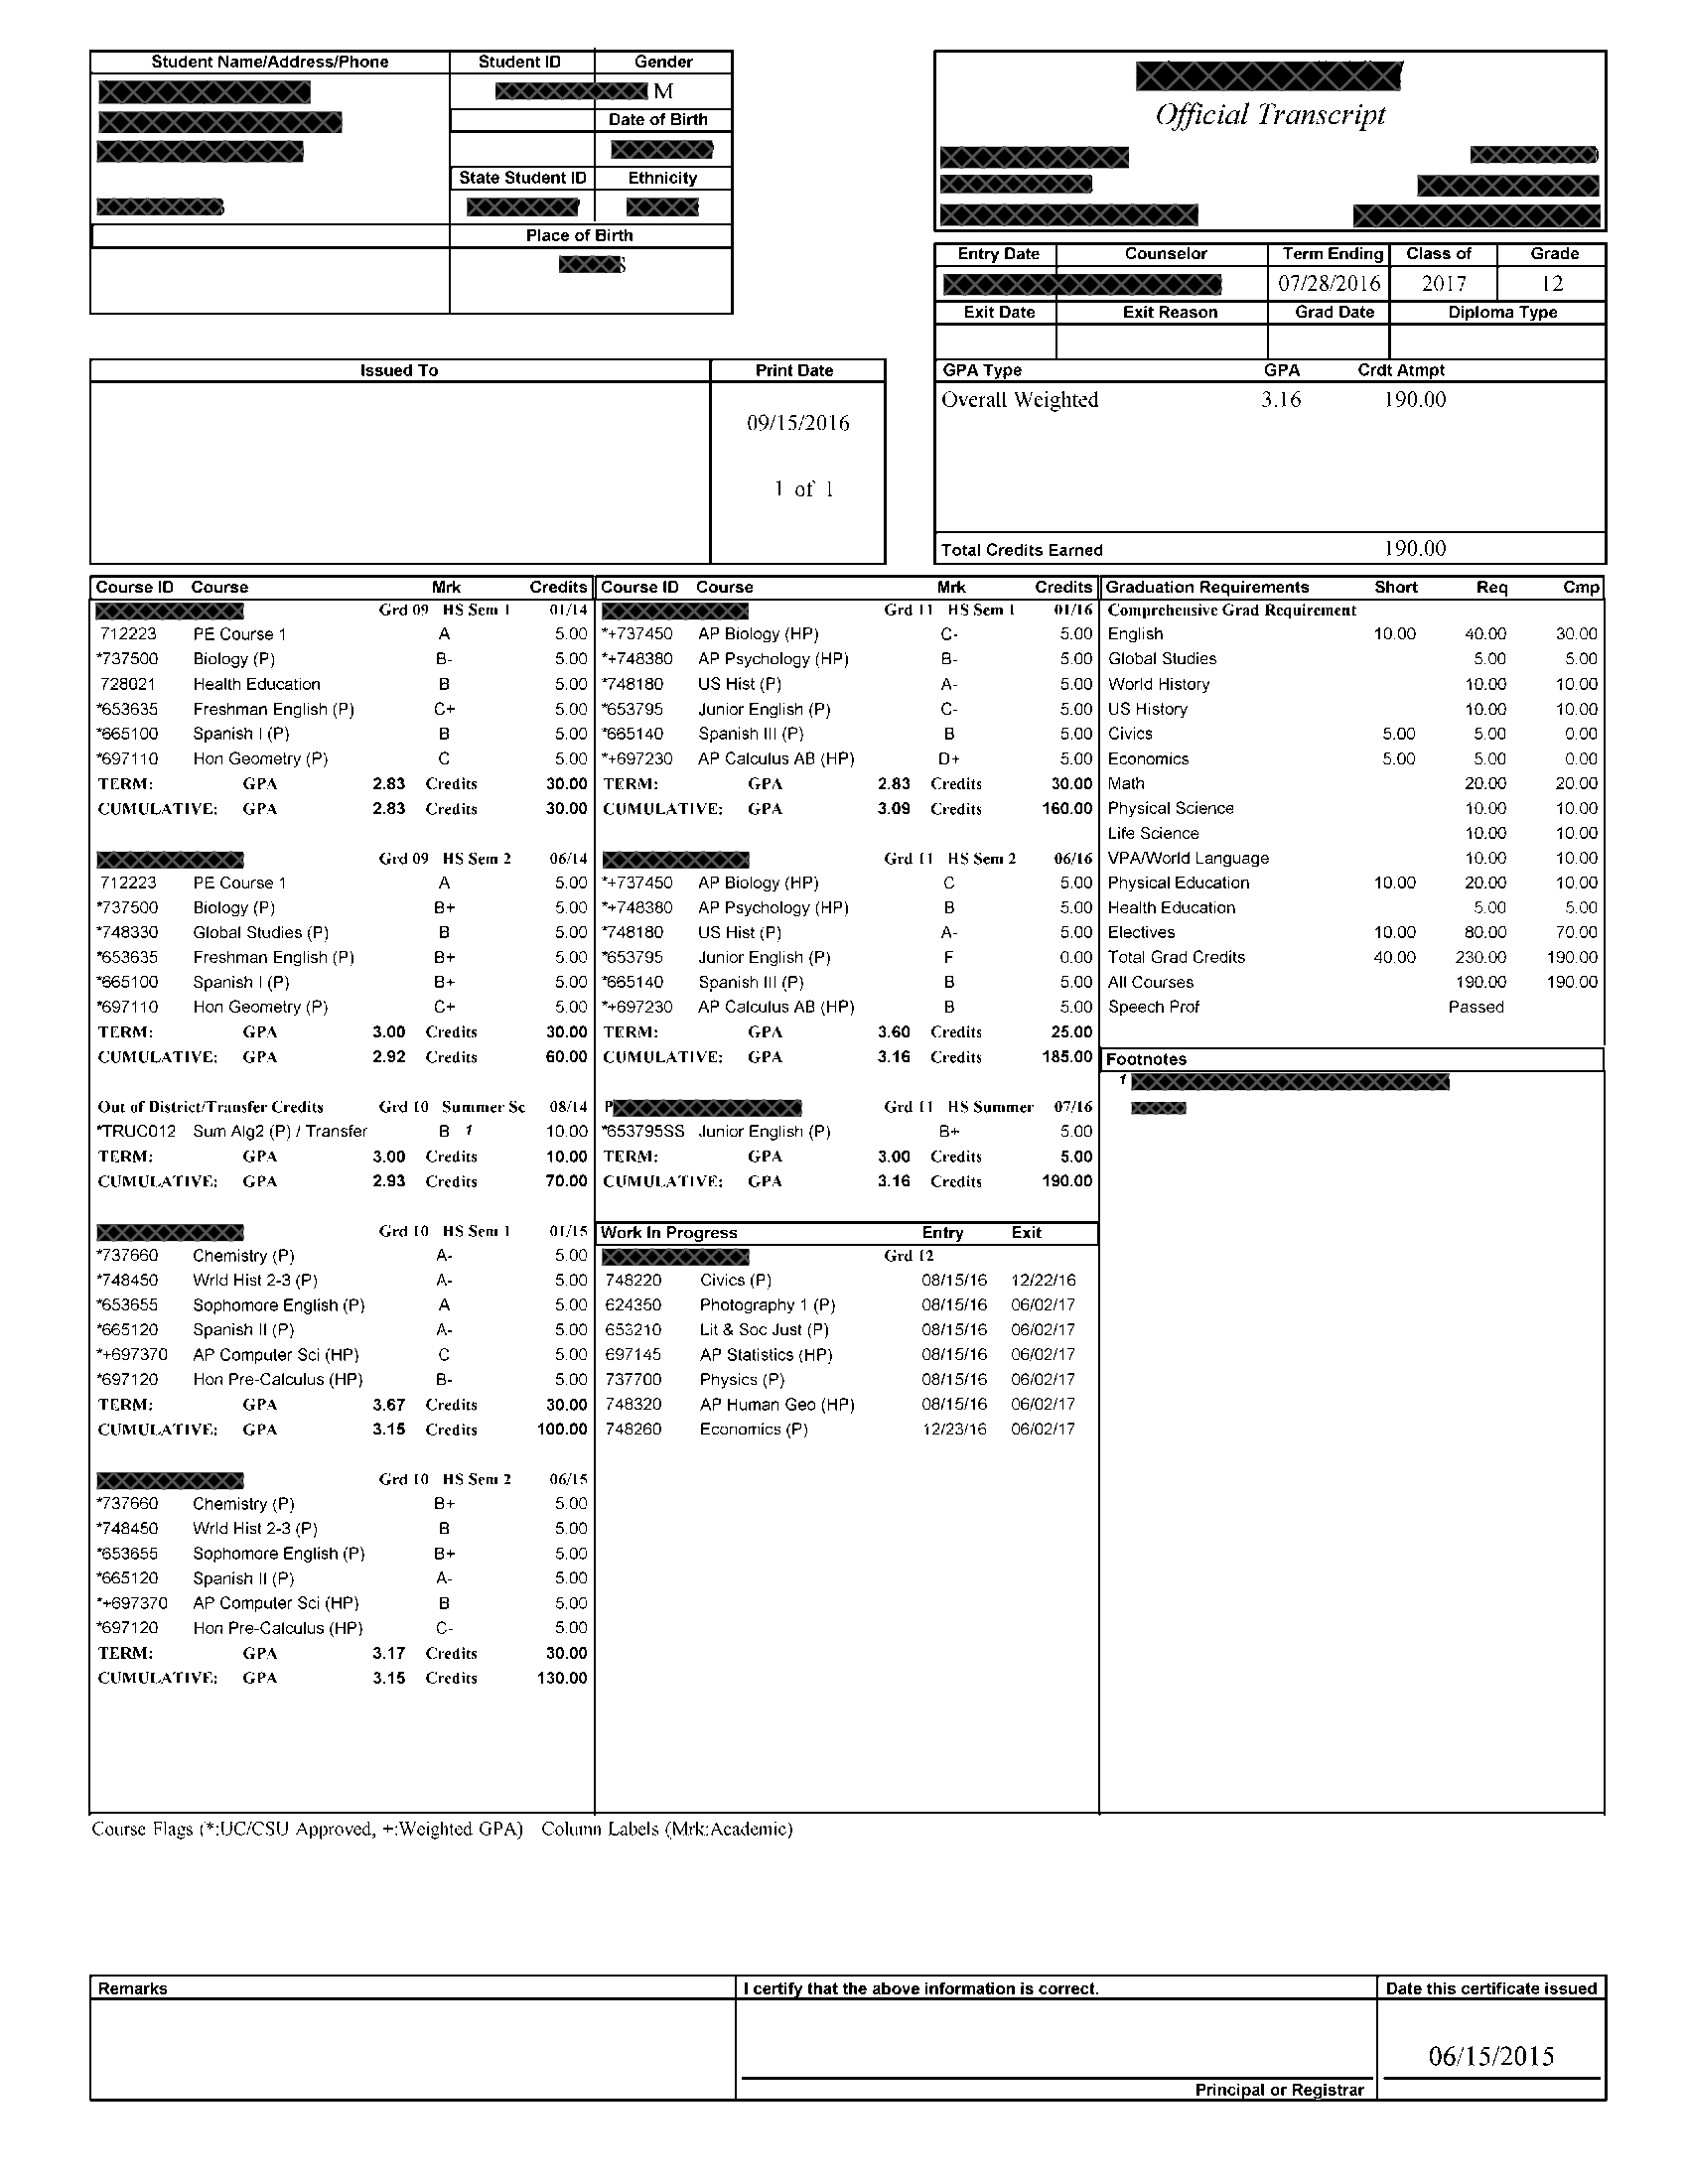 Student Name/Address/Phone Student ID Gender
M
Date of Birth
State Student ID Ethnicity
Place of Birth
Official Transcript
Entry Date Counselor Term Ending Class of Grade
07/28/2016 2017 12
Exit Date Exit Reason Grad Date Diploma Type
Issued To Print Date
09/15/2016
1 of 1
GPA Type GPA Crdt Atmpt
Overall Weighted 3.16 190.00
Total Credits Earned 190.00
Course ID Course Mrk Credits
Grd 09 HS Sem 1 01/14
712223 PE Course 1 A 5.00
*737500 Biology (P) B- 5.00
728021 Health Education B 5.00
*653635 Freshman English (P) C+ 5.00
*665100 Spanish I (P) B 5.00
*697110 Hon Geometry (P) C 5.00
TERM: GPA 2.83 Credits 30.00
CUMULATIVE: GPA 2.83 Credits 30.00
Grd 09 HS Sem 2 06/14
712223 PE Course 1 A 5.00
*737500 Biology (P) B+ 5.00
*748330 Global Studies (P) B 5.00
*653635 Freshman English (P) B+ 5.00
*665100 Spanish I (P) B+ 5.00
*697110 Hon Geometry (P) C+ 5.00
TERM: GPA 3.00 Credits 30.00
CUMULATIVE: GPA 2.92 Credits 60.00
Out of District/Transfer Credits Grd 10 Summer Sc 08/14
*TRUC012 Sum Alg2 (P) / Transfer B 1 10.00
TERM: GPA 3.00 Credits 10.00
CUMULATIVE: GPA 2.93 Credits 70.00
Grd 10 HS Sem 1 01/15
*737660 Chemistry (P) A- 5.00
*748450 Wrld Hist 2-3 (P) A- 5.00
*653655 Sophomore English (P) A 5.00
*665120 Spanish II (P) A- 5.00
*+697370 AP Computer Sci (HP) C 5.00
*697120 Hon Pre-Calculus (HP) B- 5.00
TERM: GPA 3.67 Credits 30.00
CUMULATIVE: GPA 3.15 Credits 100.00
Grd 10 HS Sem 2 06/15
*737660 Chemistry (P) B+ 5.00
*748450 Wrld Hist 2-3 (P) B 5.00
*653655 Sophomore English (P) B+ 5.00
*665120 Spanish II (P) A- 5.00
*+697370 AP Computer Sci (HP) B 5.00
*697120 Hon Pre-Calculus (HP) C- 5.00
TERM: GPA 3.17 Credits 30.00
CUMULATIVE: GPA 3.15 Credits 130.00
Course ID Course Mrk Credits
Grd 11 HS Sem 1 01/16
*+737450 AP Biology (HP) C- 5.00
*+748380 AP Psychology (HP) B- 5.00
*748180 US Hist (P) A- 5.00
*653795 Junior English (P) C- 5.00
*665140 Spanish III (P) B 5.00
*+697230 AP Calculus AB (HP) D+ 5.00
TERM: GPA 2.83 Credits 30.00
CUMULATIVE: GPA 3.09 Credits 160.00
Grd 11 HS Sem 2 06/16
*+737450 AP Biology (HP) C 5.00
*+748380 AP Psychology (HP) B 5.00
*748180 US Hist (P) A- 5.00
*653795 Junior English (P) F 0.00
*665140 Spanish III (P) B 5.00
*+697230 AP Calculus AB (HP) B 5.00
TERM: GPA 3.60 Credits 25.00
CUMULATIVE: GPA 3.16 Credits 185.00
Grd 11 HS Summer 07/16
*653795SS Junior English (P) B+ 5.00
TERM: GPA 3.00 Credits 5.00
CUMULATIVE: GPA 3.16 Credits 190.00
Work In Progress Entry Exit
Grd 12
748220 Civics (P) 08/15/16 12/22/16
624350 Photography 1 (P) 08/15/16 06/02/17
653210 Lit & Soc Just (P) 08/15/16 06/02/17
697145 AP Statistics (HP) 08/15/16 06/02/17
737700 Physics (P) 08/15/16 06/02/17
748320 AP Human Geo (HP) 08/15/16 06/02/17
748260 Economics (P) 12/23/16 06/02/17
Graduation Requirements Short Req Cmp
Comprehensive Grad Requirement
English 10.00 40.00 30.00
Global Studies 5.00 5.00
World History 10.00 10.00
US History 10.00 10.00
Civics 5.00 5.00 0.00
Economics 5.00 5.00 0.00
Math 20.00 20.00
Physical Science 10.00 10.00
Life Science 10.00 10.00
VPA/World Language 10.00 10.00
Physical Education 10.00 20.00 10.00
Health Education 5.00 5.00
Electives 10.00 80.00 70.00
Total Grad Credits 40.00 230.00 190.00
All Courses 190.00 190.00
Speech Prof Passed
Footnotes
1
Course Flags (*:UC/CSU Approved, +:Weighted GPA) Column Labels (Mrk:Academic)
Remarks
I certify that the above information is correct.
Principal or Registrar
Date this certificate issued
06/15/2015